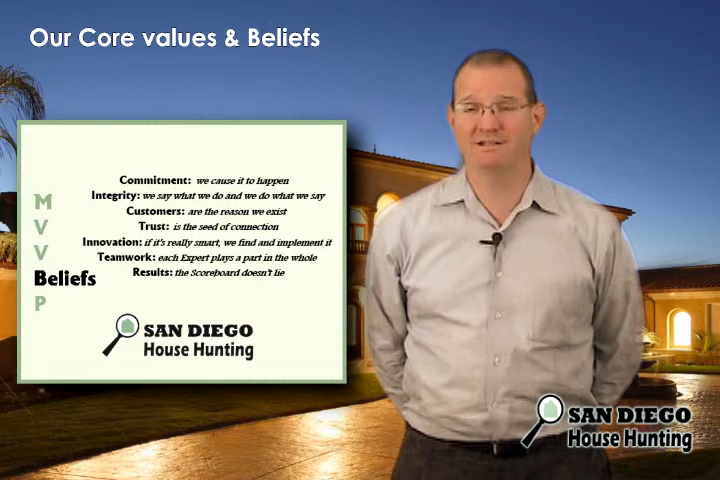 Our Core values & Beliefs
Commitment: we cause it to happen
Integrity: we say what we do and we do what we say
Customers: are the reason we exist
Trust: is the seed of connection
Innovation: if it's really smart, we find and implement it
Teamwork: each Expert plays a part in the whole
Results: the Scoreboard doesn't lie
M
V
V
Beliefs
P
SAN DIEGO
House Hunting
SAN DIEGO
House Hunting